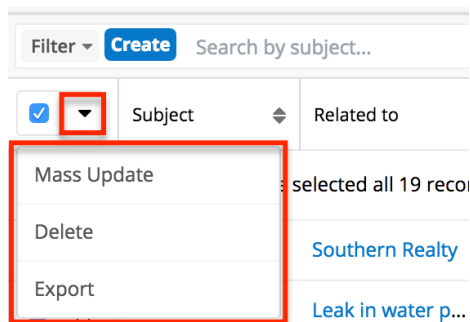 Filter Create Search by subject...
Subject Related to
Mass Update
selected all 19
Delete
Southern Realty
Export
Leak in water p...